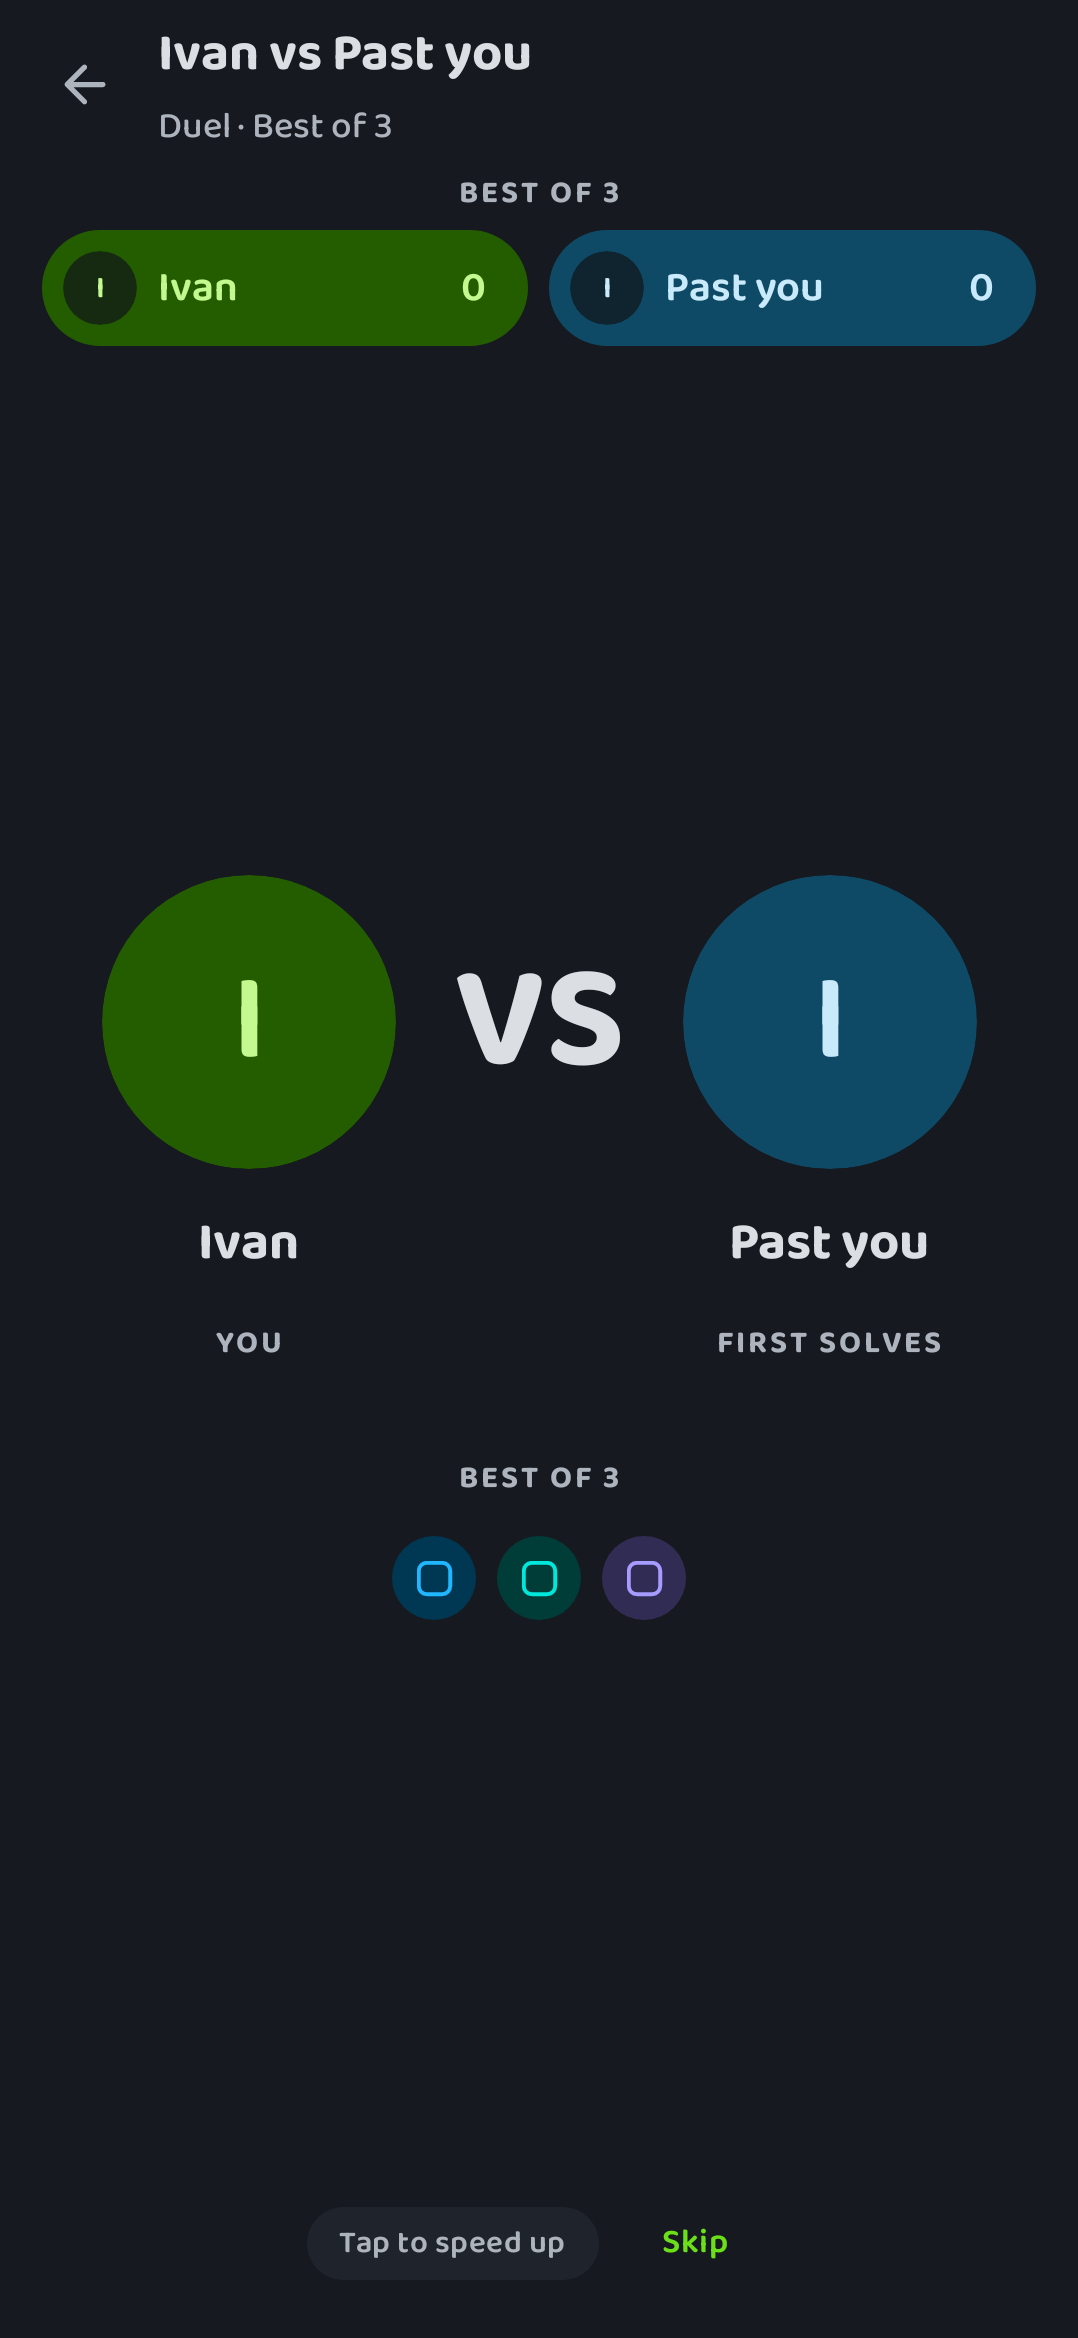 Ivan vs Past you
Duel · Best of 3
BEST OF 3
I Ivan 0
I Past you 0
I VS I
Ivan Past you
YOU FIRST SOLVES
BEST OF 3
Tap to speed up Skip